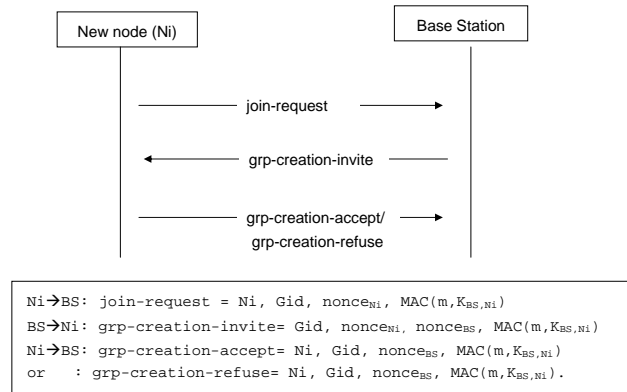 New node (Ni)
Base Station
join-request
grp-creation-invite
grp-creation-accept/
grp-creation-refuse
Ni→BS: join-request = Ni, Gid, nonceNi, MAC(m,KBS,Ni)
BS→Ni: grp-creation-invite= Gid, nonceNi, nonceBS, MAC(m,KBS,Ni)
Ni→BS: grp-creation-accept= Ni, Gid, nonceBS, MAC(m,KBS,Ni)
or : grp-creation-refuse= Ni, Gid, nonceBS, MAC(m,KBS,Ni).